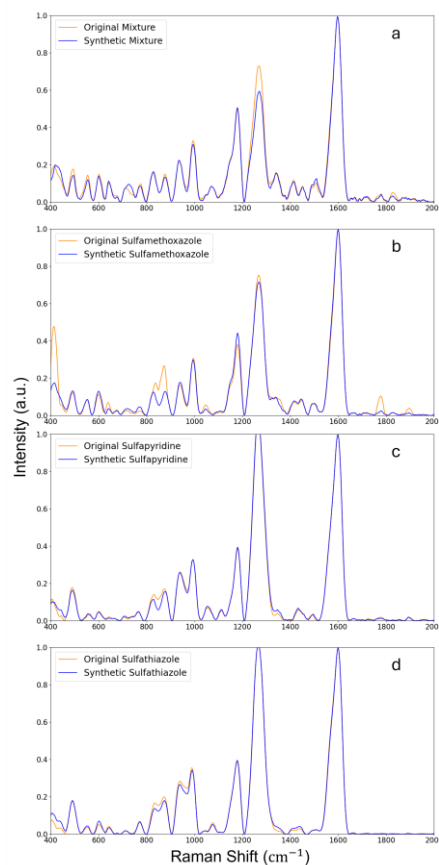 Original Mixture
Synthetic Mixture
a
1.0
0.8
0.6
0.4
0.2
0.0
400 600 800 1000 1200 1400 1600 1800 200
Original Sulfamethoxazole
Synthetic Sulfamethoxazole
b
1.0
0.8
0.6
0.4
0.2
0.0
400 600 800 1000 1200 1400 1600 1800 200
Intensity (a.u.)
Original Sulfapyridine
Synthetic Sulfapyridine
c
1.0
0.8
0.6
0.4
0.2
0.0
400 600 800 1000 1200 1400 1600 1800 200
Original Sulfathiazole
Synthetic Sulfathiazole
d
1.0
0.8
0.6
0.4
0.2
0.0
400 600 800 1000 1200 1400 1600 1800 200
Raman Shift (cm⁻¹)